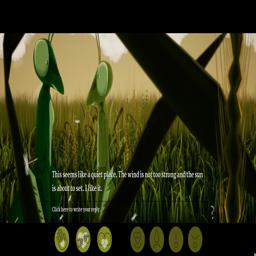 This seems like a quiet place. The wind is not too strong and the sun
is about to set. I like it.
Click here to write your reply
?